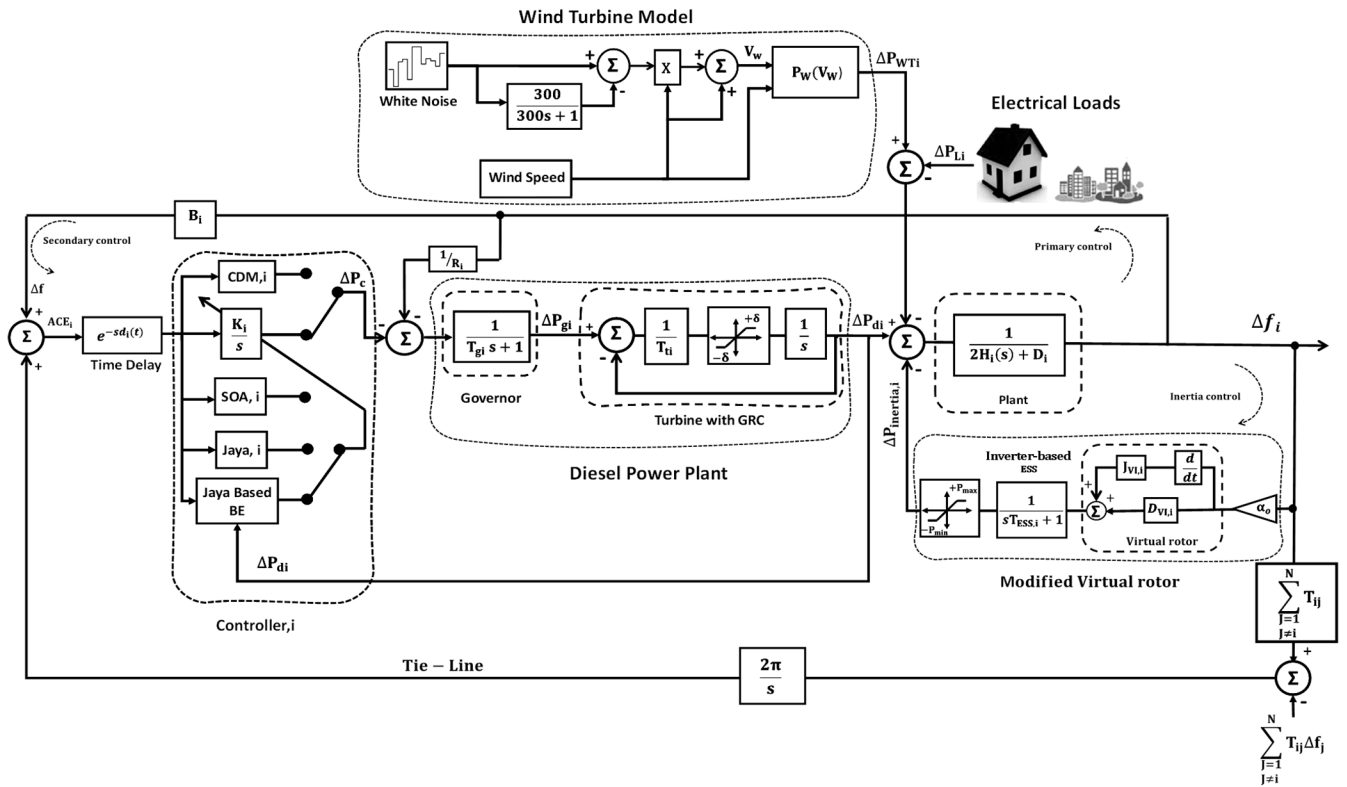 Wind Turbine Model
White Noise
300
300s + 1
+
Σ
-
X
+
Σ
+
V_w
P_W(V_W)
ΔP_WTi
Wind Speed
Electrical Loads
+
Σ
-
ΔP_Li
B_i
Secondary control
Primary control
Δf
+
Σ
+
ACE_i
e^{-sd_i(t)}
Time Delay
CDM,i
K_i
s
SOA, i
Jaya, i
Jaya Based
BE
ΔP_c
ΔP_di
Controller,i
1/R_i
-
-
Σ
1
T_gi s + 1
Governor
ΔP_gi
+
Σ
-
1
T_ti
+δ
−δ
1
s
Turbine with GRC
Diesel Power Plant
ΔP_di
+
-
Σ
-
1
2H_i(s) + D_i
Plant
Δf_i
Inertia control
ΔP_inertia,i
Inverter-based
ESS
+P_max
−P_min
1
sT_ESS,i + 1
J_VI,i
d
dt
+
Σ
+
D_VI,i
Virtual rotor
α_o
Modified Virtual rotor
N
∑ T_ij
J=1
J≠i
+
Σ
-
Tie − Line
2π
s
N
∑ T_ijΔf_j
J=1
J≠i